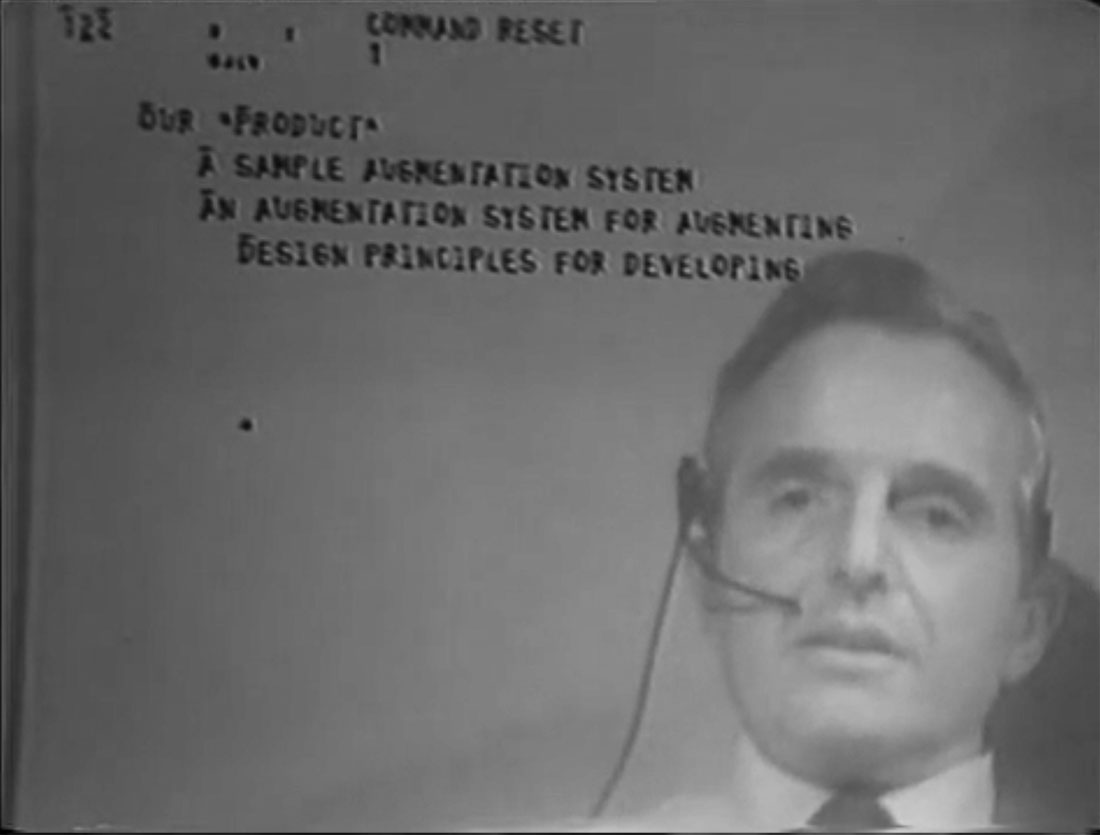 COMMAND RESET
1
OUR "PRODUCT"
A SAMPLE AUGMENTATION SYSTEM
AN AUGMENTATION SYSTEM FOR AUGMENTING
DESIGN PRINCIPLES FOR DEVELOPING